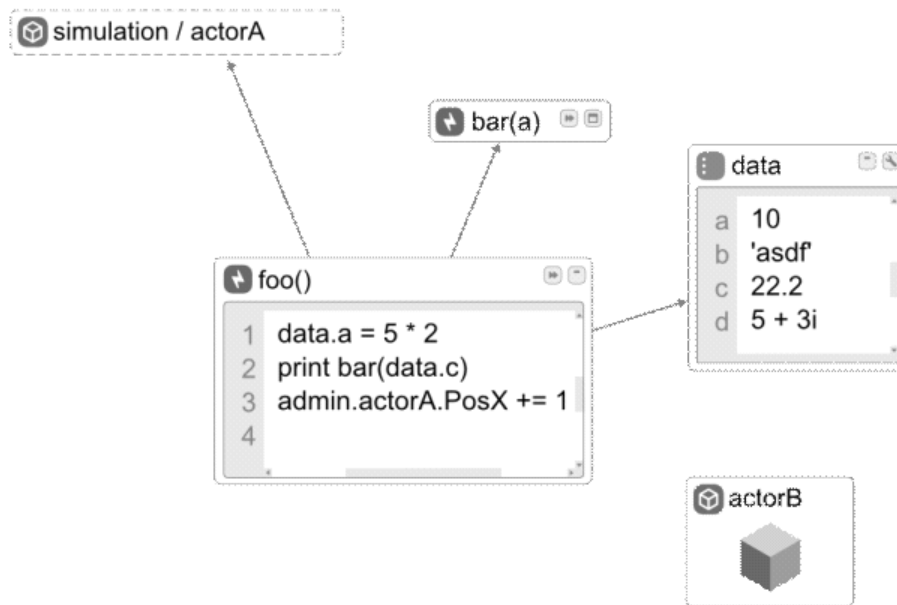 simulation / actorA
bar(a)
data
a 10
b 'asdf'
c 22.2
d 5 + 3i
foo()
1 data.a = 5 * 2
2 print bar(data.c)
3 admin.actorA.PosX += 1
4
actorB